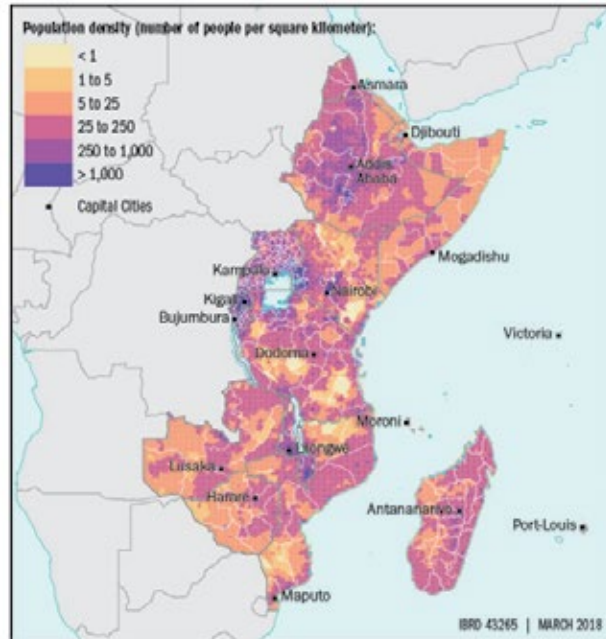 Population density (number of people per square kilometer):
< 1
1 to 5
5 to 25
25 to 250
250 to 1,000
> 1,000
Capital Cities
Asmara
Djibouti
Addis
Ababa
Mogadishu
Kampala
Kigali
Nairobi
Bujumbura
Victoria
Dodoma
Moroni
Lilongwe
Lusaka
Harare
Antananarivo
Port-Louis
Maputo
IBRD 43265 | MARCH 2018